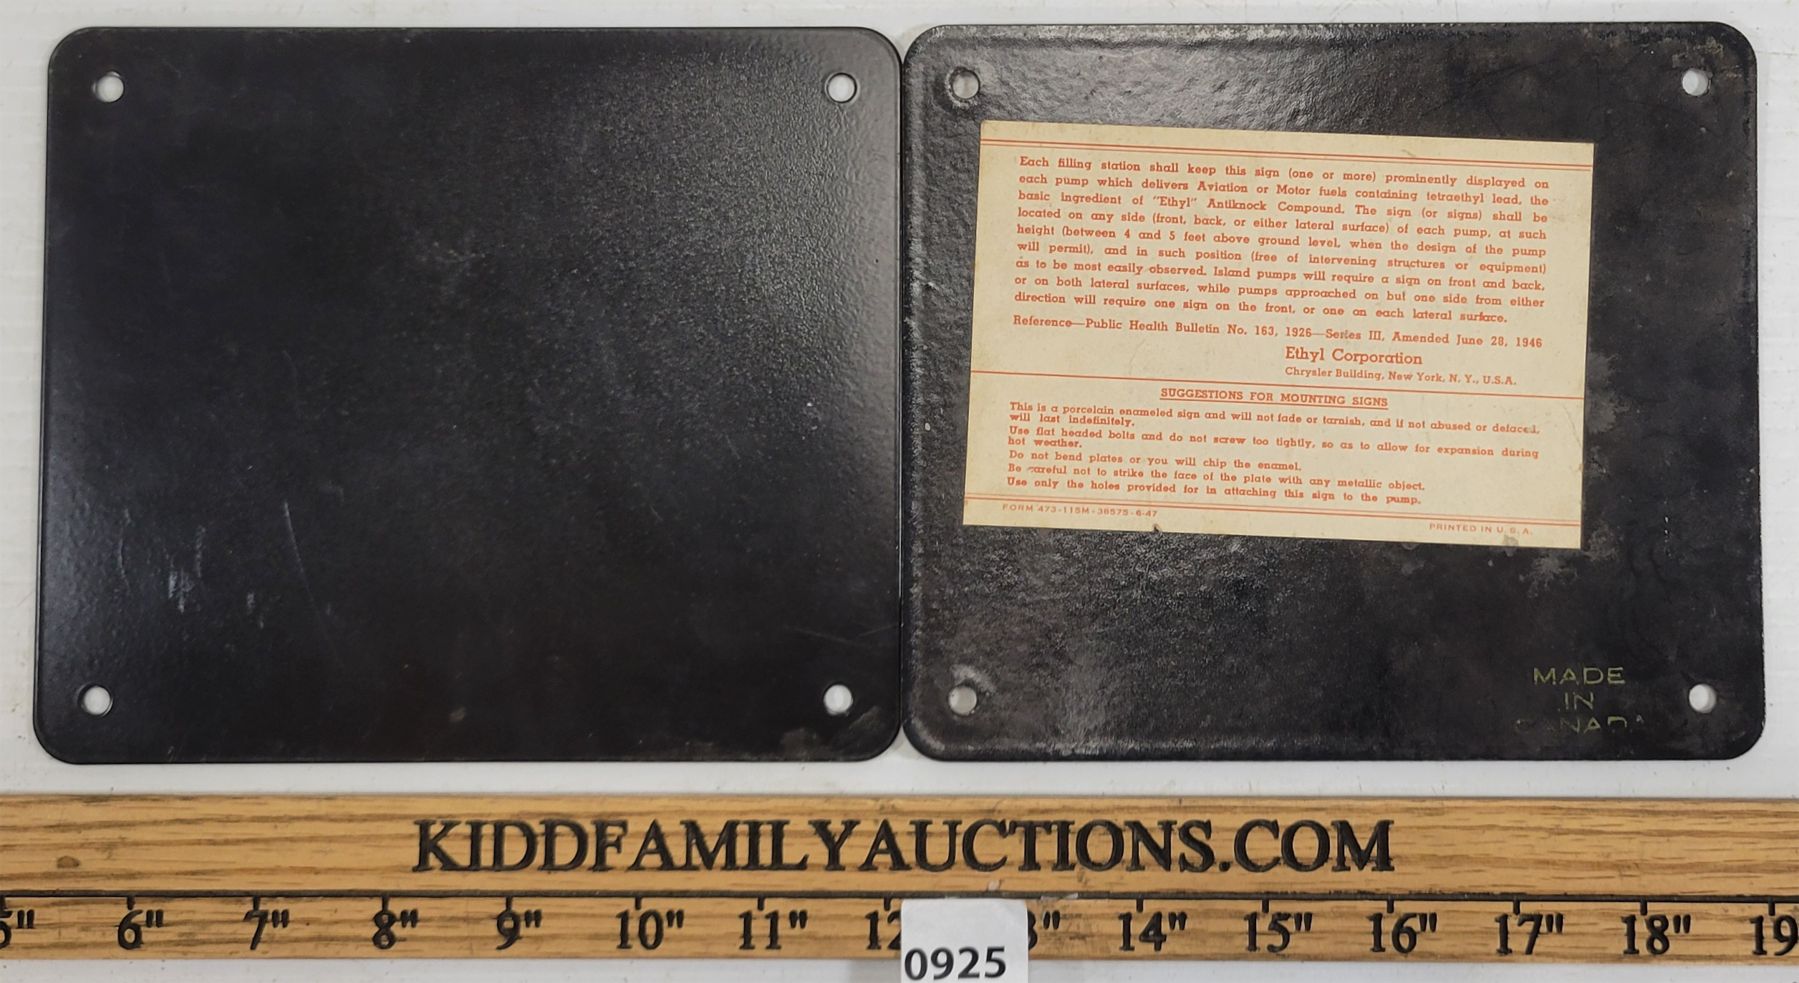 Each filling station shall keep this sign (one or more) prominently displayed on
each pump which delivers Aviation or Motor fuels containing tetraethyl lead, the
basic ingredient of "Ethyl" Antiknock Compound. The sign (or signs) shall be
located on any side (front, back, or either lateral surface) of each pump, at such
height (between 4 and 5 feet above ground level, when the design of the pump
will permit), and in such position (free of intervening structures or equipment)
as to be most easily observed. Island pumps will require a sign on front and back,
or on both lateral surfaces, while pumps approached on but one side from either
direction will require one sign on the front, or one on each lateral surface.
Reference—Public Health Bulletin No. 163, 1926—Series III, Amended June 28, 1946
Ethyl Corporation
Chrysler Building, New York, N. Y., U.S.A.
SUGGESTIONS FOR MOUNTING SIGNS
This is a porcelain enameled sign and will not fade or tarnish, and if not abused or defaced,
will last indefinitely.
Use flat headed bolts and do not screw too tightly, so as to allow for expansion during
hot weather.
Do not bend plates or you will chip the enamel.
Be careful not to strike the face of the plate with any metallic object.
Use only the holes provided for in attaching this sign to the pump.
FORM 473-115M-36575-6-47
PRINTED IN U. S. A.
MADE
IN
CANADA
KIDDFAMILYAUCTIONS.COM
5" 6" 7" 8" 9" 10" 11" 12 3" 14" 15" 16" 17" 18" 19
0925